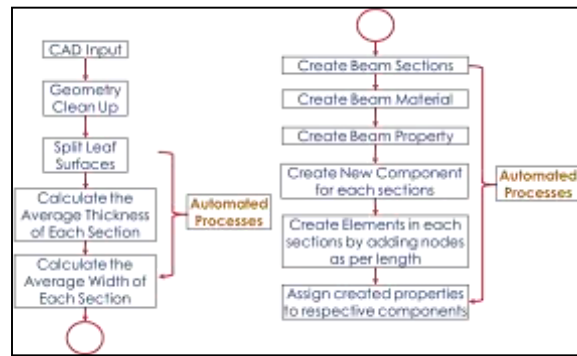 CAD Input
Geometry
Clean Up
Split Leaf
Surfaces
Calculate the
Average Thickness
of Each Section
Calculate the
Average Width of
Each Section
Automated
Processes
Create Beam Sections
Create Beam Material
Create Beam Property
Create New Component
for each sections
Create Elements in each
sections by adding nodes
as per length
Assign created properties
to respective components
Automated
Processes